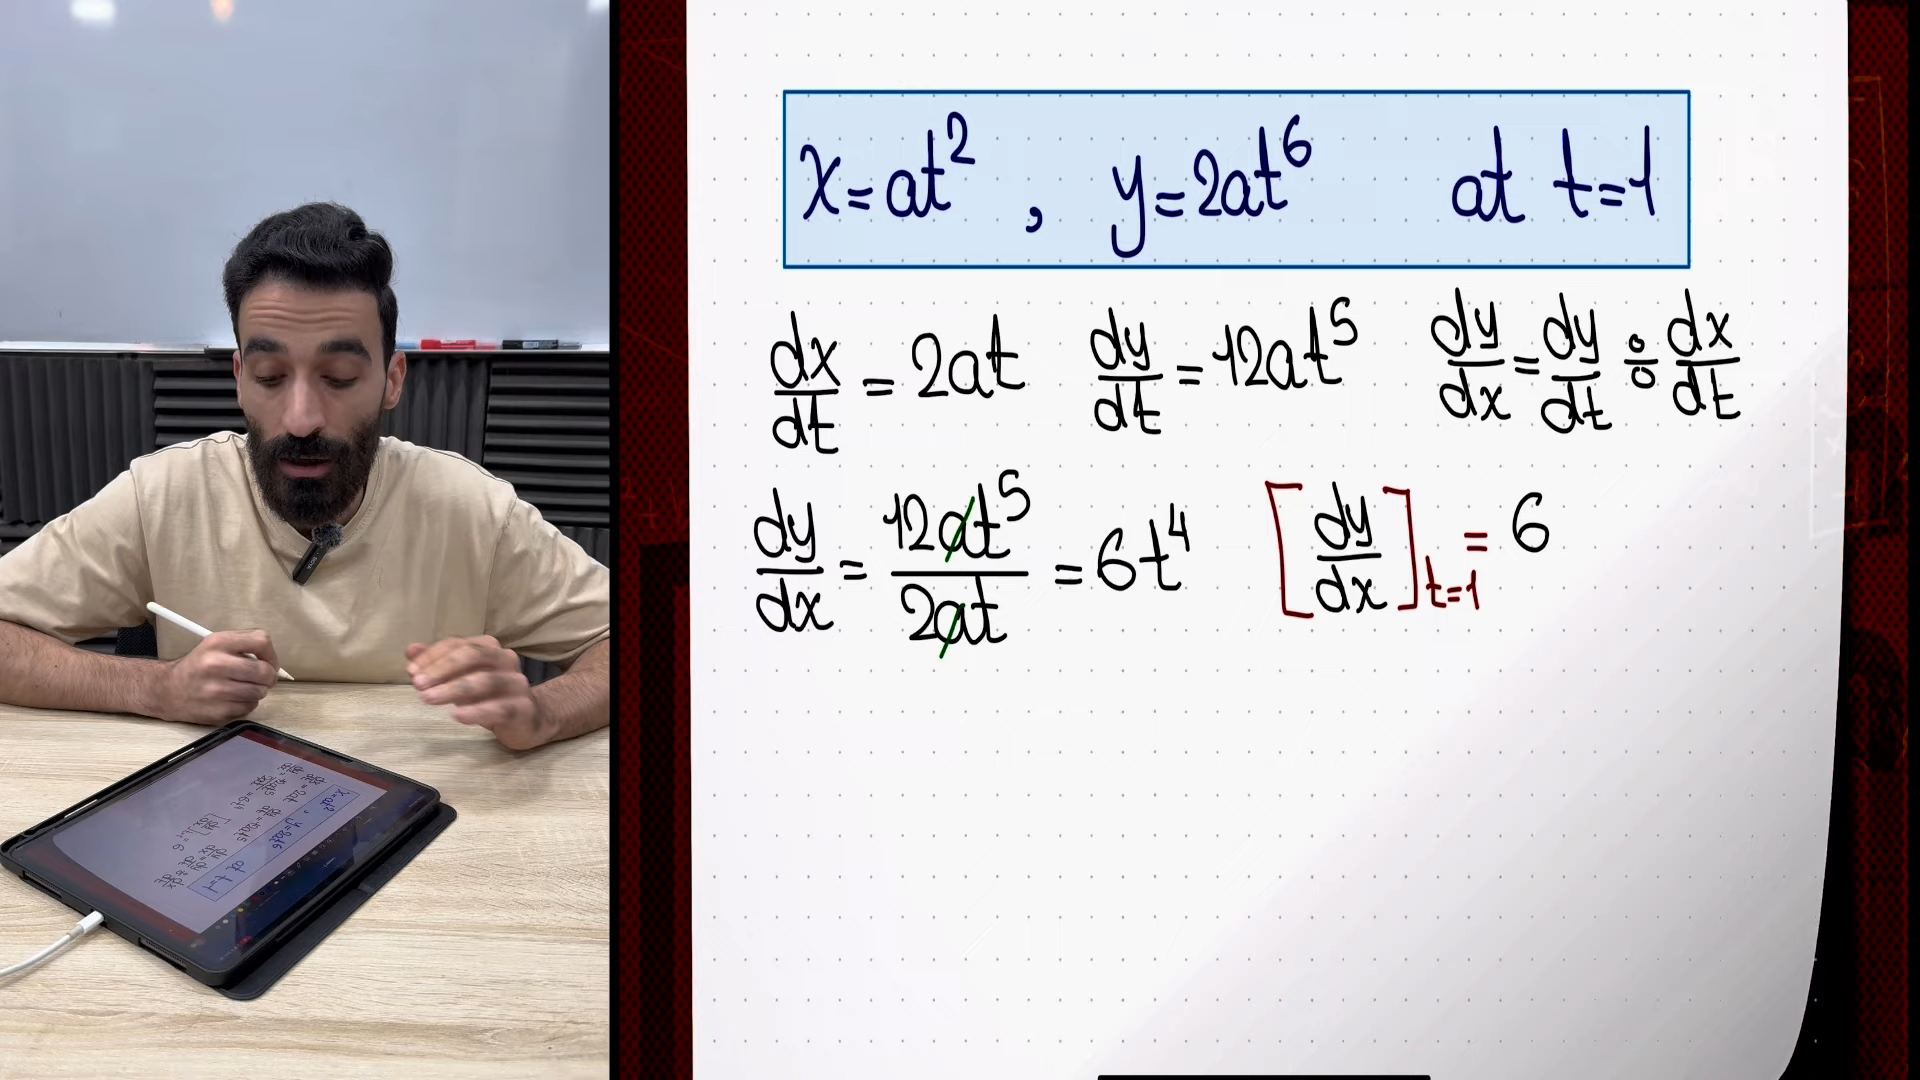 x=at² , y=2at⁶ at t=1
dx/dt = 2at dy/dt = 12at⁵ dy/dx = dy/dt ÷ dx/dt
dy/dx = 12at⁵/2at = 6t⁴ [dy/dx]t=1 = 6